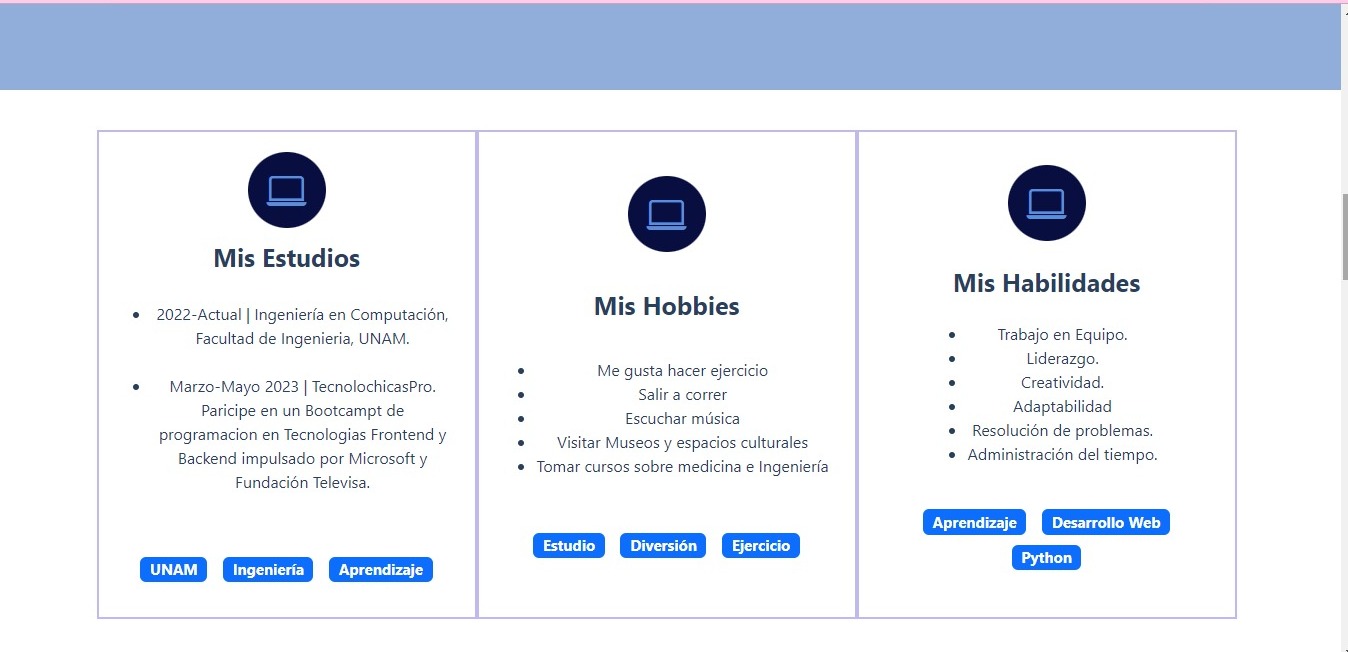 Mis Estudios
2022-Actual | Ingeniería en Computación,
Facultad de Ingenieria, UNAM.
Marzo-Mayo 2023 | TecnolochicasPro.
Paricipe en un Bootcampt de
programacion en Tecnologias Frontend y
Backend impulsado por Microsoft y
Fundación Televisa.
UNAM Ingeniería Aprendizaje
Mis Hobbies
Me gusta hacer ejercicio
Salir a correr
Escuchar música
Visitar Museos y espacios culturales
Tomar cursos sobre medicina e Ingeniería
Estudio Diversión Ejercicio
Mis Habilidades
Trabajo en Equipo.
Liderazgo.
Creatividad.
Adaptabilidad
Resolución de problemas.
Administración del tiempo.
Aprendizaje Desarrollo Web
Python